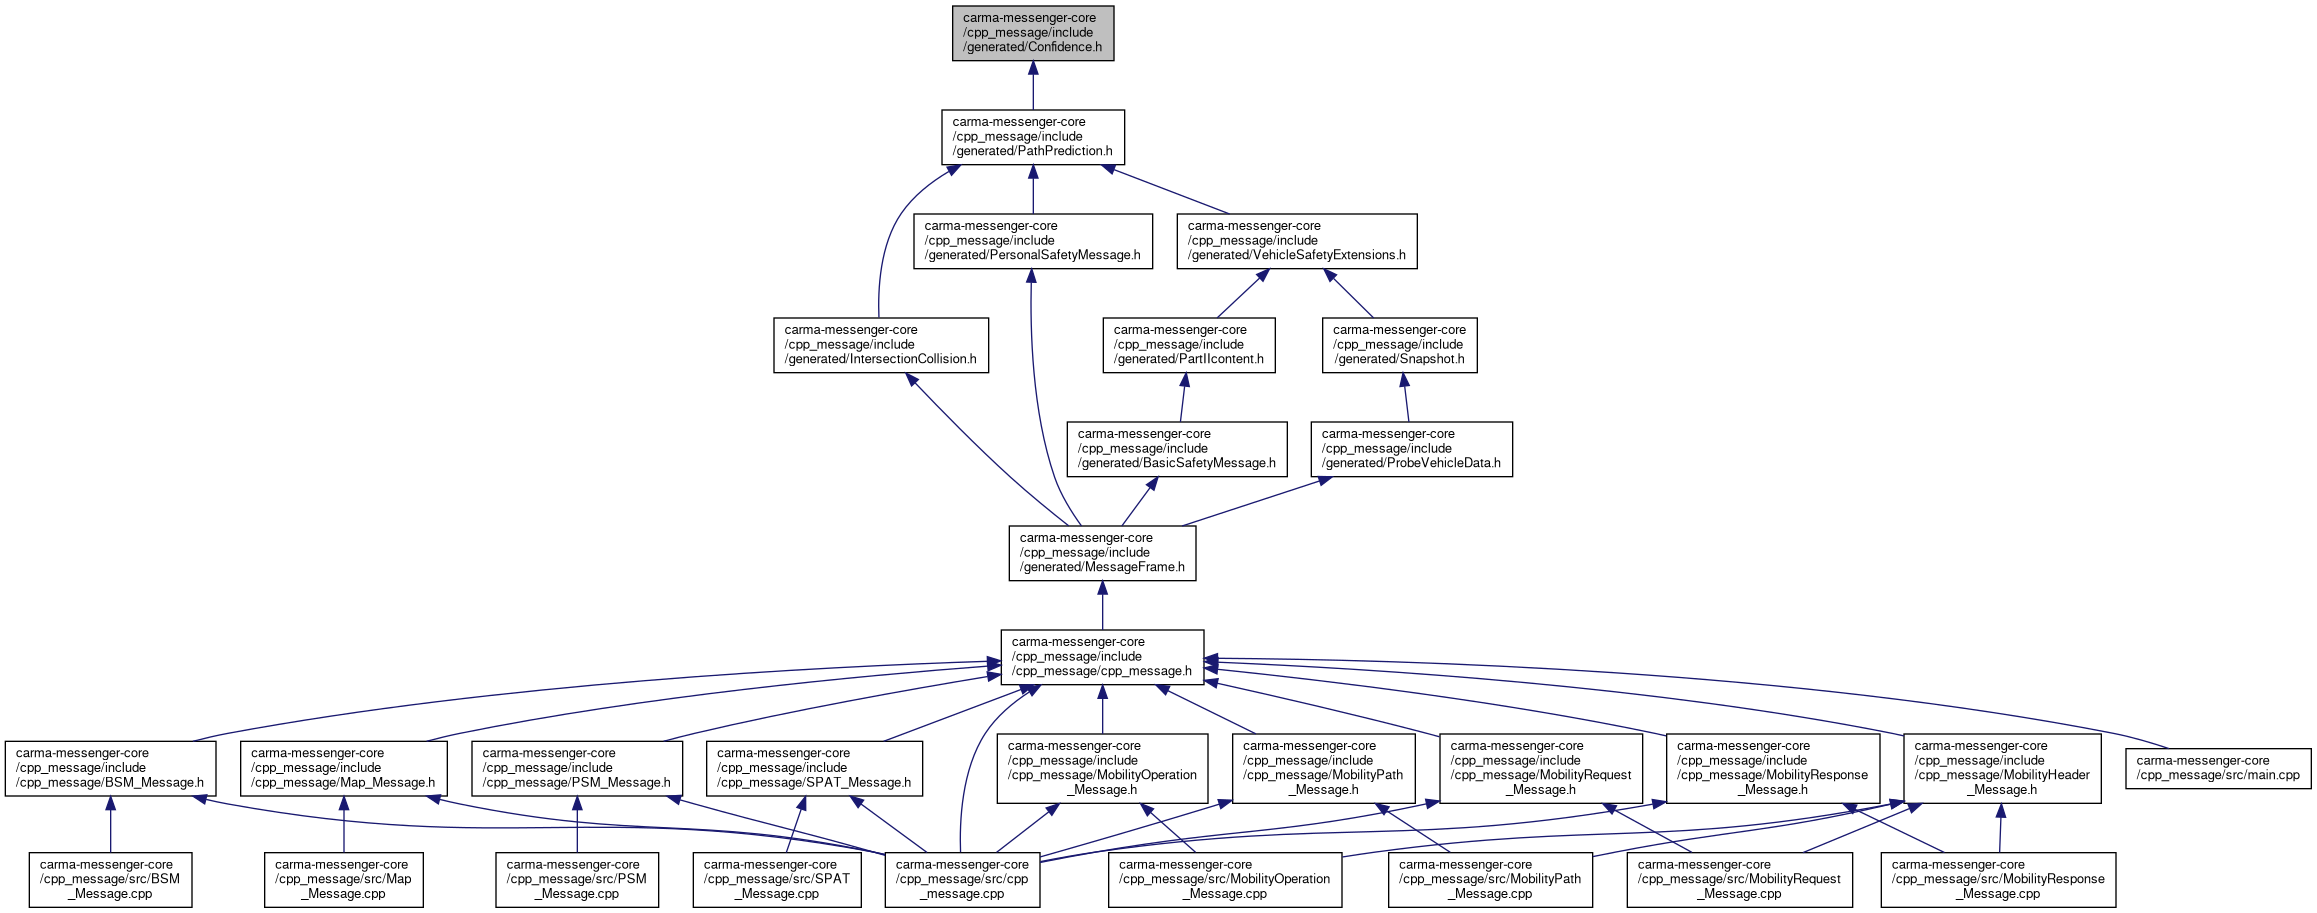 carma-messenger-core
/cpp_message/include
/generated/Confidence.h
carma-messenger-core
/cpp_message/include
/generated/PathPrediction.h
carma-messenger-core
/cpp_message/include
/generated/PersonalSafetyMessage.h
carma-messenger-core
/cpp_message/include
/generated/VehicleSafetyExtensions.h
carma-messenger-core
/cpp_message/include
/generated/IntersectionCollision.h
carma-messenger-core
/cpp_message/include
/generated/PartIIcontent.h
carma-messenger-core
/cpp_message/include
/generated/Snapshot.h
carma-messenger-core
/cpp_message/include
/generated/BasicSafetyMessage.h
carma-messenger-core
/cpp_message/include
/generated/ProbeVehicleData.h
carma-messenger-core
/cpp_message/include
/generated/MessageFrame.h
carma-messenger-core
/cpp_message/include
/cpp_message/cpp_message.h
carma-messenger-core
/cpp_message/include
/cpp_message/BSM_Message.h
carma-messenger-core
/cpp_message/include
/cpp_message/Map_Message.h
carma-messenger-core
/cpp_message/include
/cpp_message/PSM_Message.h
carma-messenger-core
/cpp_message/include
/cpp_message/SPAT_Message.h
carma-messenger-core
/cpp_message/include
/cpp_message/MobilityOperation
_Message.h
carma-messenger-core
/cpp_message/include
/cpp_message/MobilityPath
_Message.h
carma-messenger-core
/cpp_message/include
/cpp_message/MobilityRequest
_Message.h
carma-messenger-core
/cpp_message/include
/cpp_message/MobilityResponse
_Message.h
carma-messenger-core
/cpp_message/include
/cpp_message/MobilityHeader
_Message.h
carma-messenger-core
/cpp_message/src/main.cpp
carma-messenger-core
/cpp_message/src/BSM
_Message.cpp
carma-messenger-core
/cpp_message/src/Map
_Message.cpp
carma-messenger-core
/cpp_message/src/PSM
_Message.cpp
carma-messenger-core
/cpp_message/src/SPAT
_Message.cpp
carma-messenger-core
/cpp_message/src/cpp
_message.cpp
carma-messenger-core
/cpp_message/src/MobilityOperation
_Message.cpp
carma-messenger-core
/cpp_message/src/MobilityPath
_Message.cpp
carma-messenger-core
/cpp_message/src/MobilityRequest
_Message.cpp
carma-messenger-core
/cpp_message/src/MobilityResponse
_Message.cpp